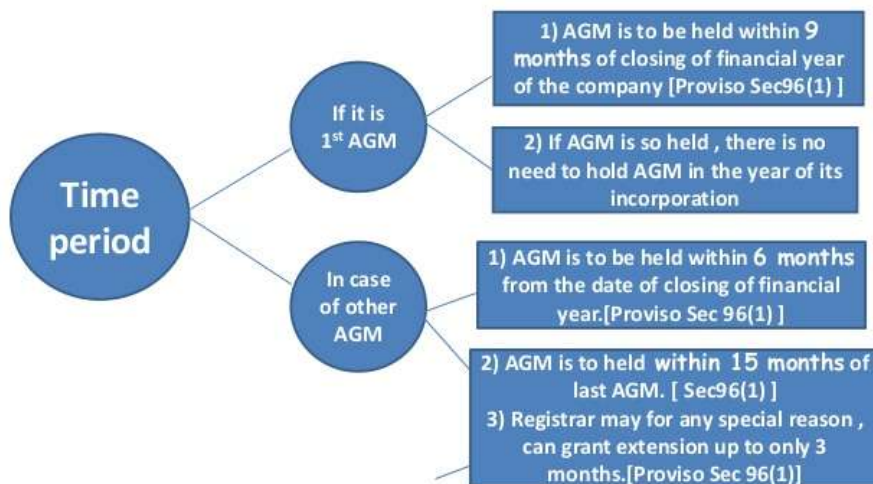 Time
period
If it is
1st AGM
1) AGM is to be held within 9
months of closing of financial year
of the company [Proviso Sec96(1) ]
2) If AGM is so held , there is no
need to hold AGM in the year of its
incorporation
In case
of other
AGM
1) AGM is to be held within 6 months
from the date of closing of financial
year.[Proviso Sec 96(1) ]
2) AGM is to held within 15 months of
last AGM. [ Sec96(1) ]
3) Registrar may for any special reason ,
can grant extension up to only 3
months.[Proviso Sec 96(1)]